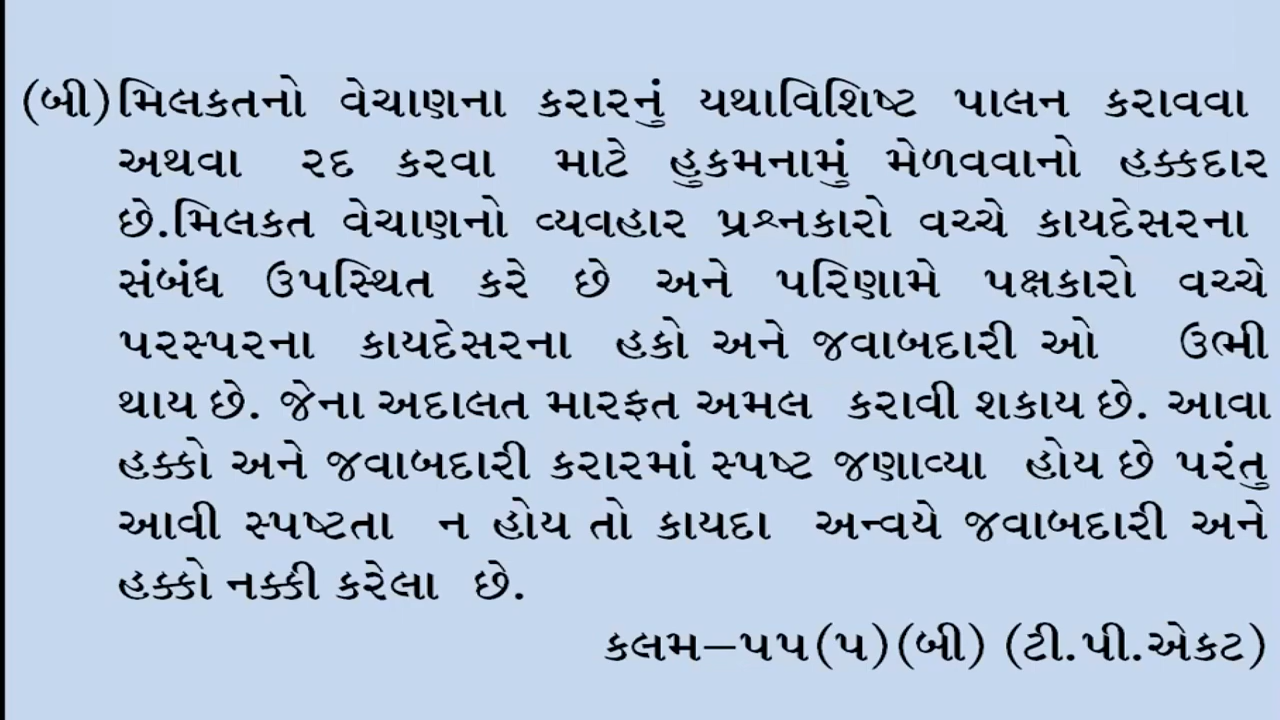 (બી) મિલકતનો વેચાણના કરારનું યથાવિશિષ્ટ પાલન કરાવવા
અથવા રદ કરવા માટે હુકમનામું મેળવવાનો હક્કદાર
છે.મિલકત વેચાણનો વ્યવહાર પ્રશ્નકારો વચ્ચે કાયદેસરના
સંબંધ ઉપસ્થિત કરે છે અને પરિણામે પક્ષકારો વચ્ચે
પરસ્પરના કાયદેસરના હકો અને જવાબદારી ઓ ઉભી
થાય છે. જેના અદાલત મારફત અમલ કરાવી શકાય છે. આવા
હક્કો અને જવાબદારી કરારમાં સ્પષ્ટ જણાવ્યા હોય છે પરંતુ
આવી સ્પષ્ટતા ન હોય તો કાયદા અન્વયે જવાબદારી અને
હક્કો નક્કી કરેલા છે.
કલમ–૫૫(૫)(બી) (ટી.પી.એકટ)